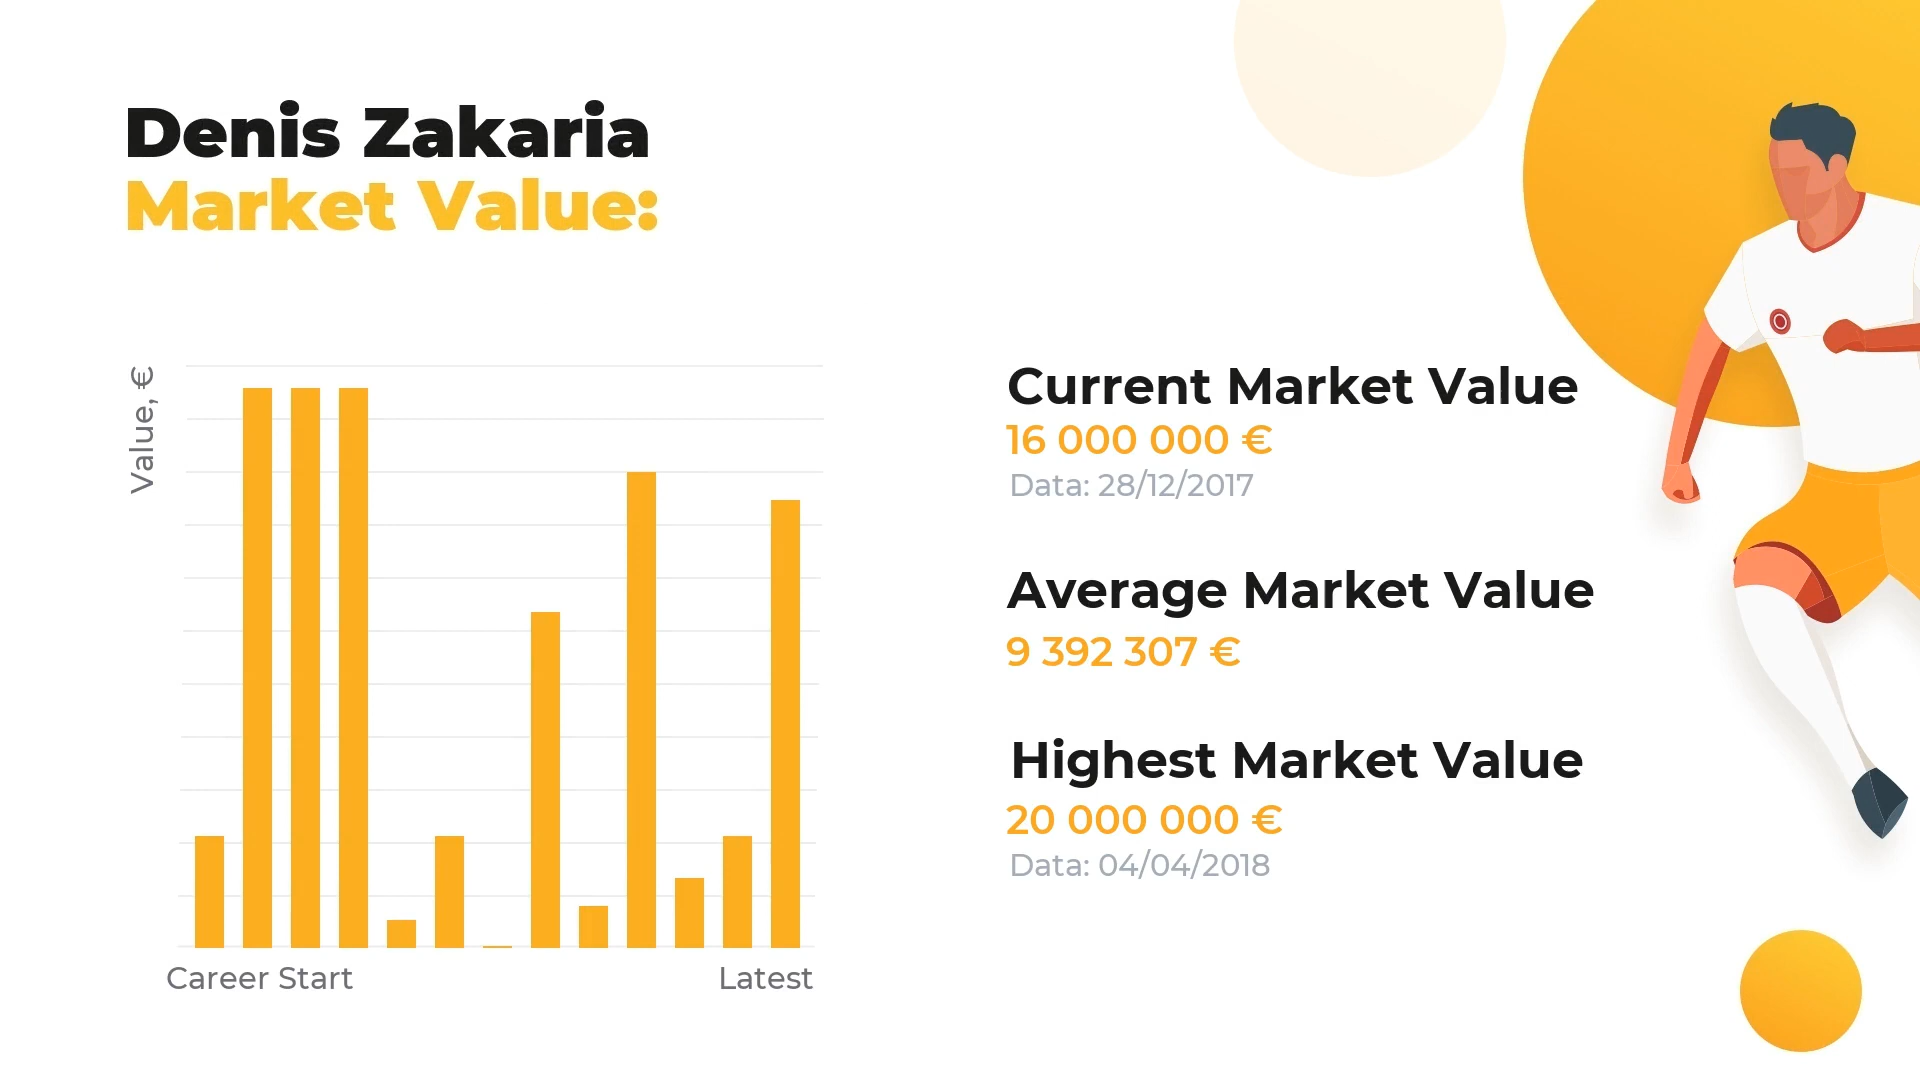 Denis Zakaria
Market Value:
Value, €
Career Start
Latest
Current Market Value
16 000 000 €
Data: 28/12/2017
Average Market Value
9 392 307 €
Highest Market Value
20 000 000 €
Data: 04/04/2018